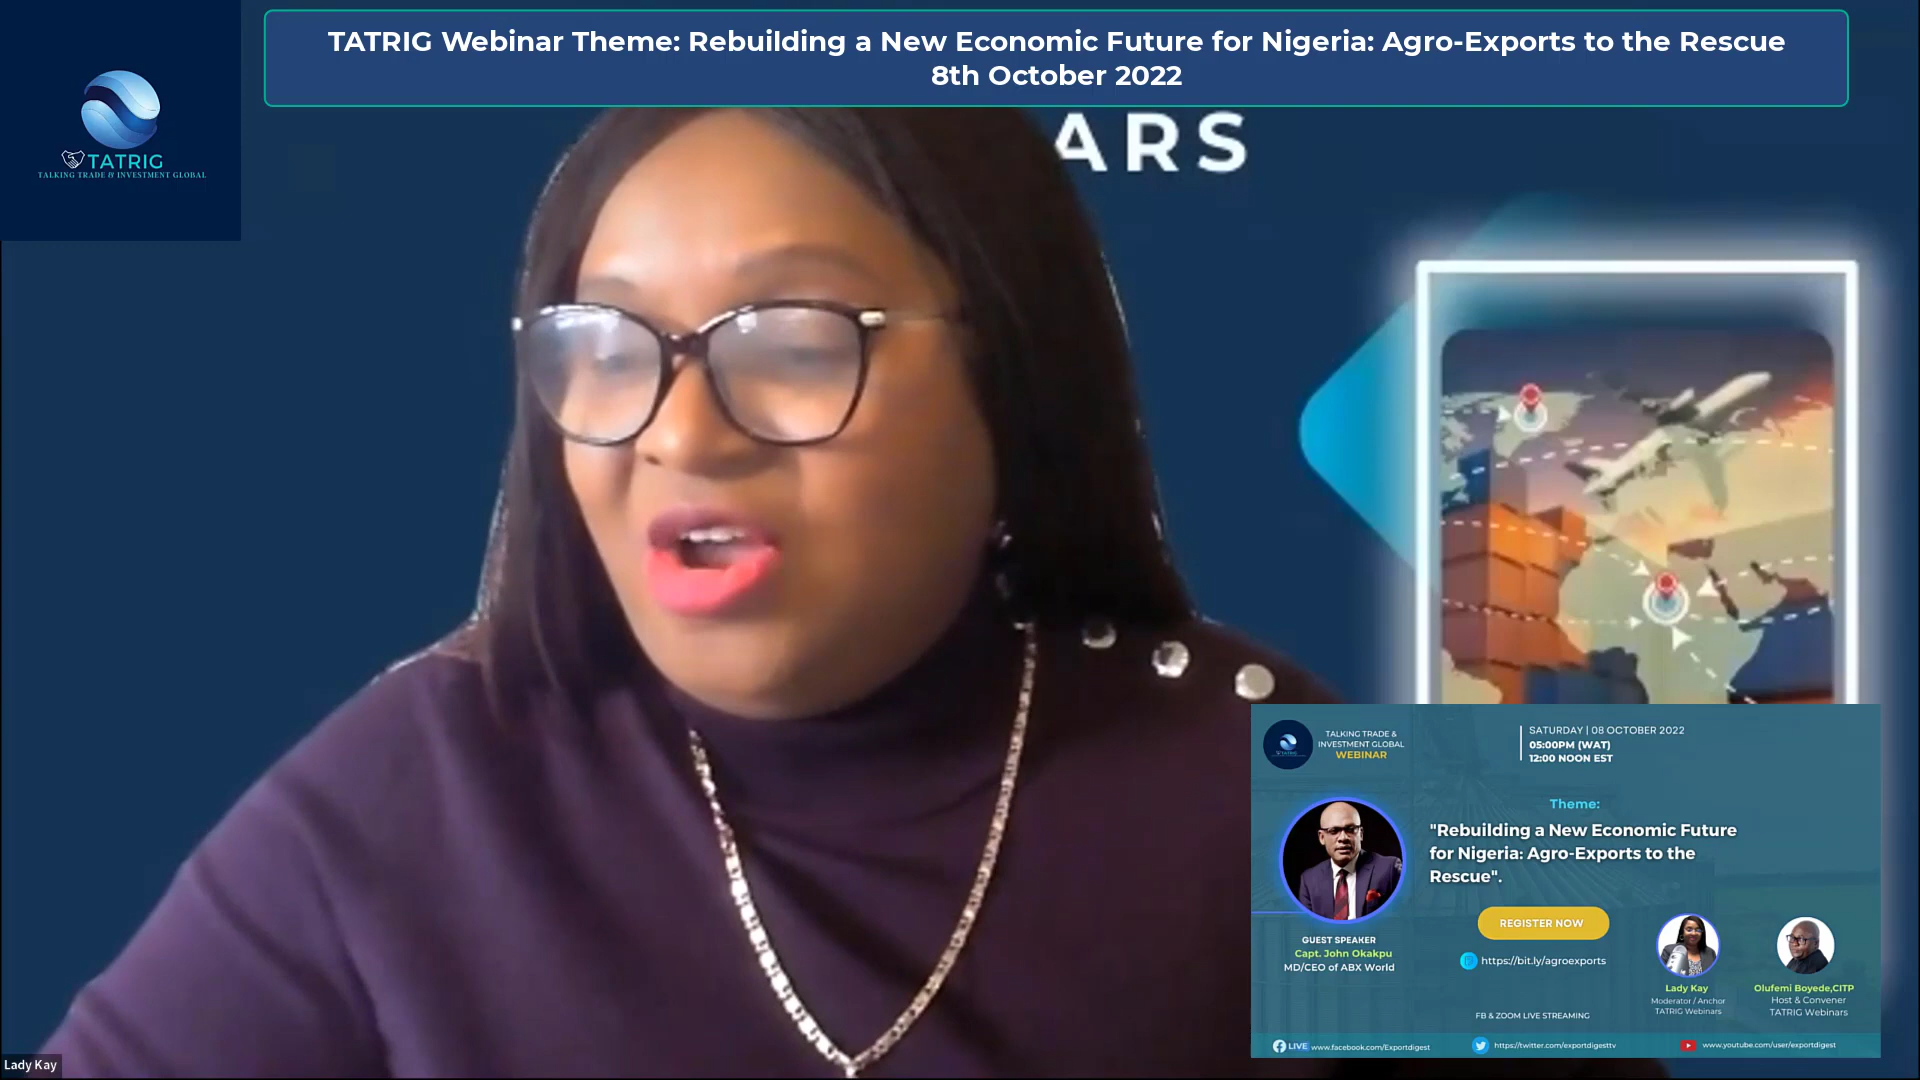 TATRIG Webinar Theme: Rebuilding a New Economic Future for Nigeria: Agro-Exports to the Rescue
8th October 2022
TATRIG
TALKING TRADE & INVESTMENT GLOBAL
ARS
TALKING TRADE &
INVESTMENT GLOBAL
WEBINAR
SATURDAY | 08 OCTOBER 2022
05:00PM (WAT)
12:00 NOON EST
Theme:
"Rebuilding a New Economic Future
for Nigeria: Agro-Exports to the
Rescue".
REGISTER NOW
https://bit.ly/agroexports
GUEST SPEAKER
Capt. John Okakpu
MD/CEO of ABX World
Lady Kay
Moderator / Anchor
TATRIG Webinars
Olufemi Boyede,CITP
Host & Convener
TATRIG Webinars
FB & ZOOM LIVE STREAMING
LIVE www.facebook.com/Exportdigest
https://twitter.com/exportdigesttv
www.youtube.com/user/exportdigest
Lady Kay